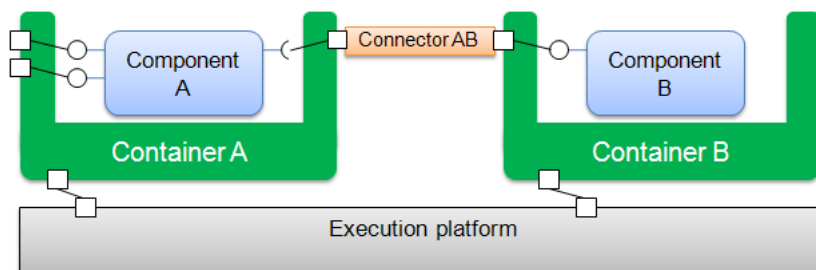 Component
A
Connector AB
Component
B
Container A
Container B
Execution platform